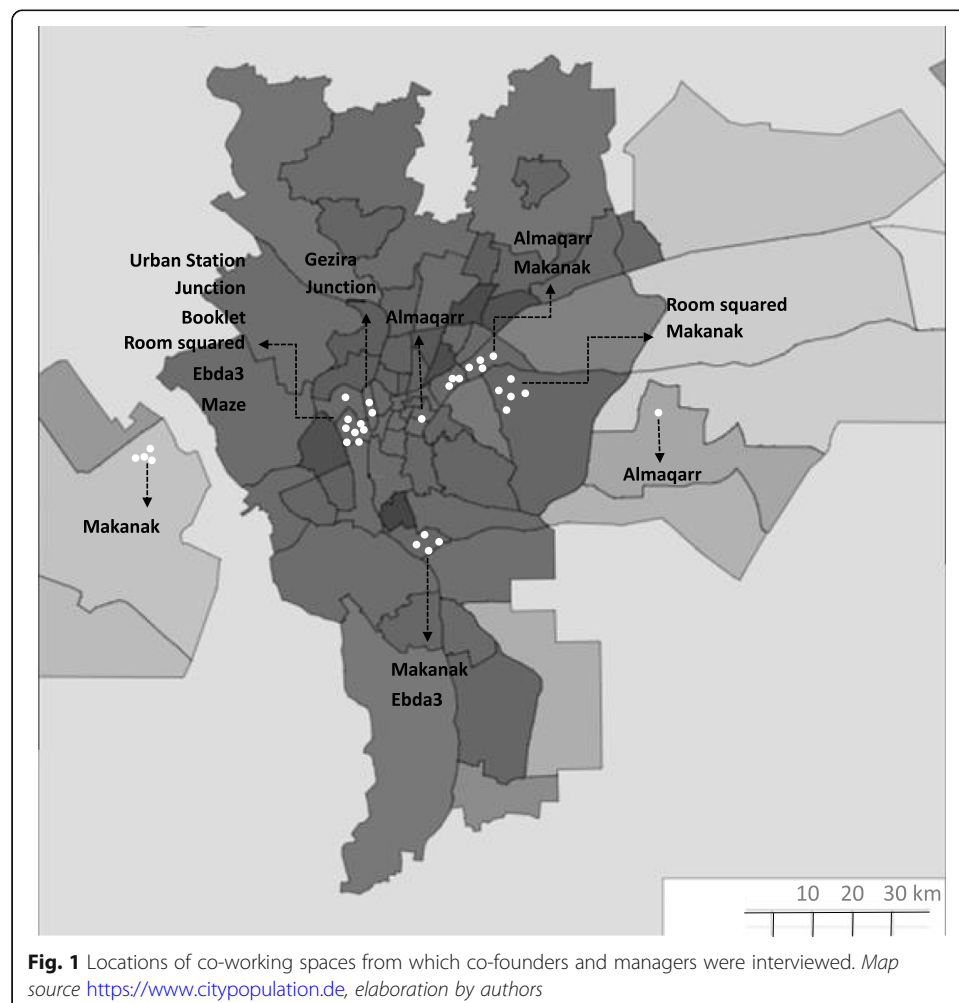 Almaqarr
Makanak
Urban Station
Junction
Booklet
Room squared
Ebda3
Maze
Gezira
Junction
Almaqarr
Room squared
Makanak
Almaqarr
Makanak
Makanak
Ebda3
10 20 30 km
Fig. 1 Locations of co-working spaces from which co-founders and managers were interviewed. Map
source https://www.citypopulation.de, elaboration by authors